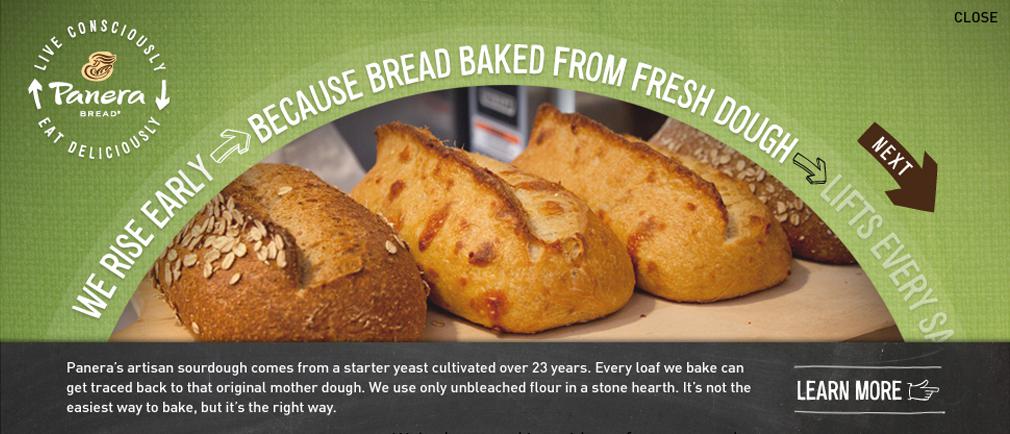 CLOSE
LIVE CONSCIOUSLY
Panera
BREAD®
EAT DELICIOUSLY
WE RISE EARLY
BECAUSE BREAD BAKED FROM FRESH DOUGH
LIFTS EVERY SA
NEXT
Panera's artisan sourdough comes from a starter yeast cultivated over 23 years. Every loaf we bake can
get traced back to that original mother dough. We use only unbleached flour in a stone hearth. It's not the
easiest way to bake, but it's the right way.
LEARN MORE